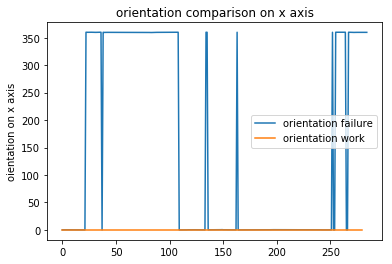 orientation comparison on x axis
oientation on x axis
350
300
250
200
150
100
50
0
orientation failure
orientation work
0 50 100 150 200 250